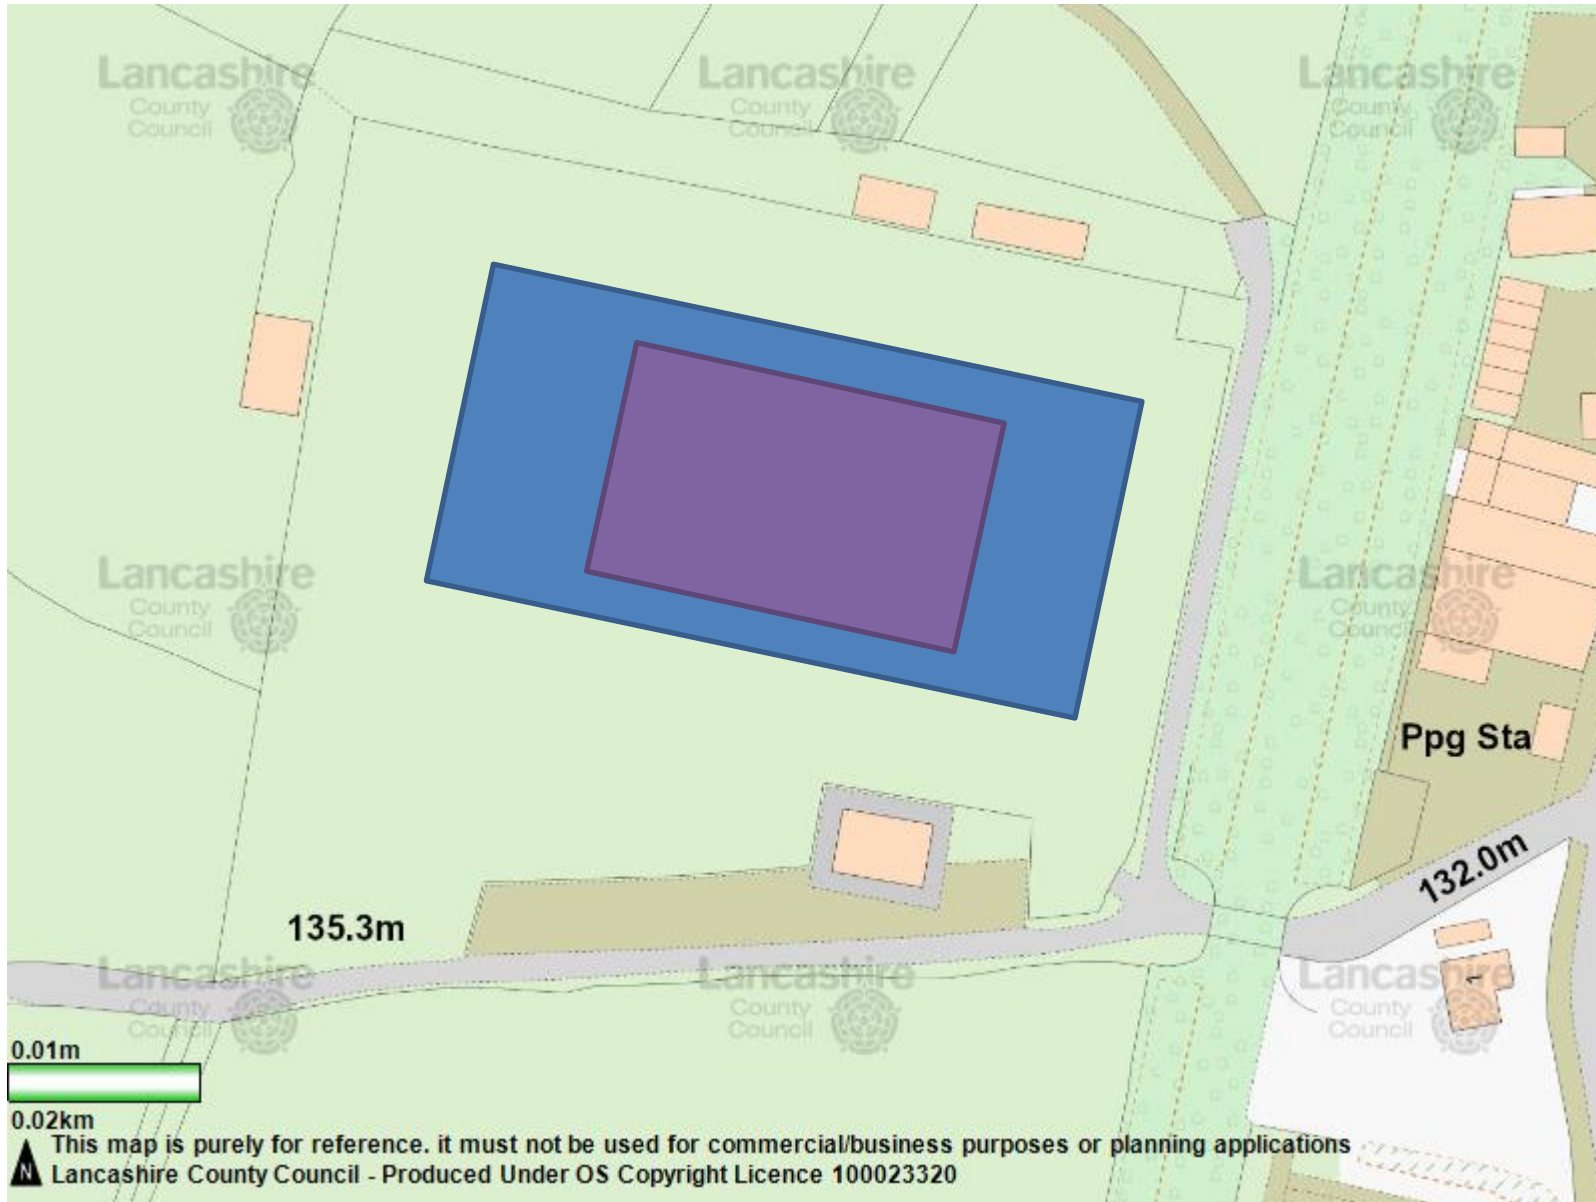 Lancashire
County
Council
Lancashire
County
Council
Lancashire
County
Council
Lancashire
County
Council
Lancashire
County
Council
Ppg Sta
132.0m
135.3m
Lancashire
County
Council
Lancashire
County
Council
Lancashire
County
Council
1
0.01m
0.02km
N
This map is purely for reference. it must not be used for commercial/business purposes or planning applications
Lancashire County Council - Produced Under OS Copyright Licence 100023320